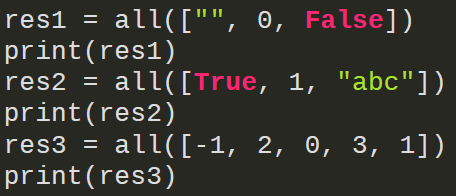 res1 = all(["", 0, False])
print(res1)
res2 = all([True, 1, "abc"])
print(res2)
res3 = all([-1, 2, 0, 3, 1])
print(res3)